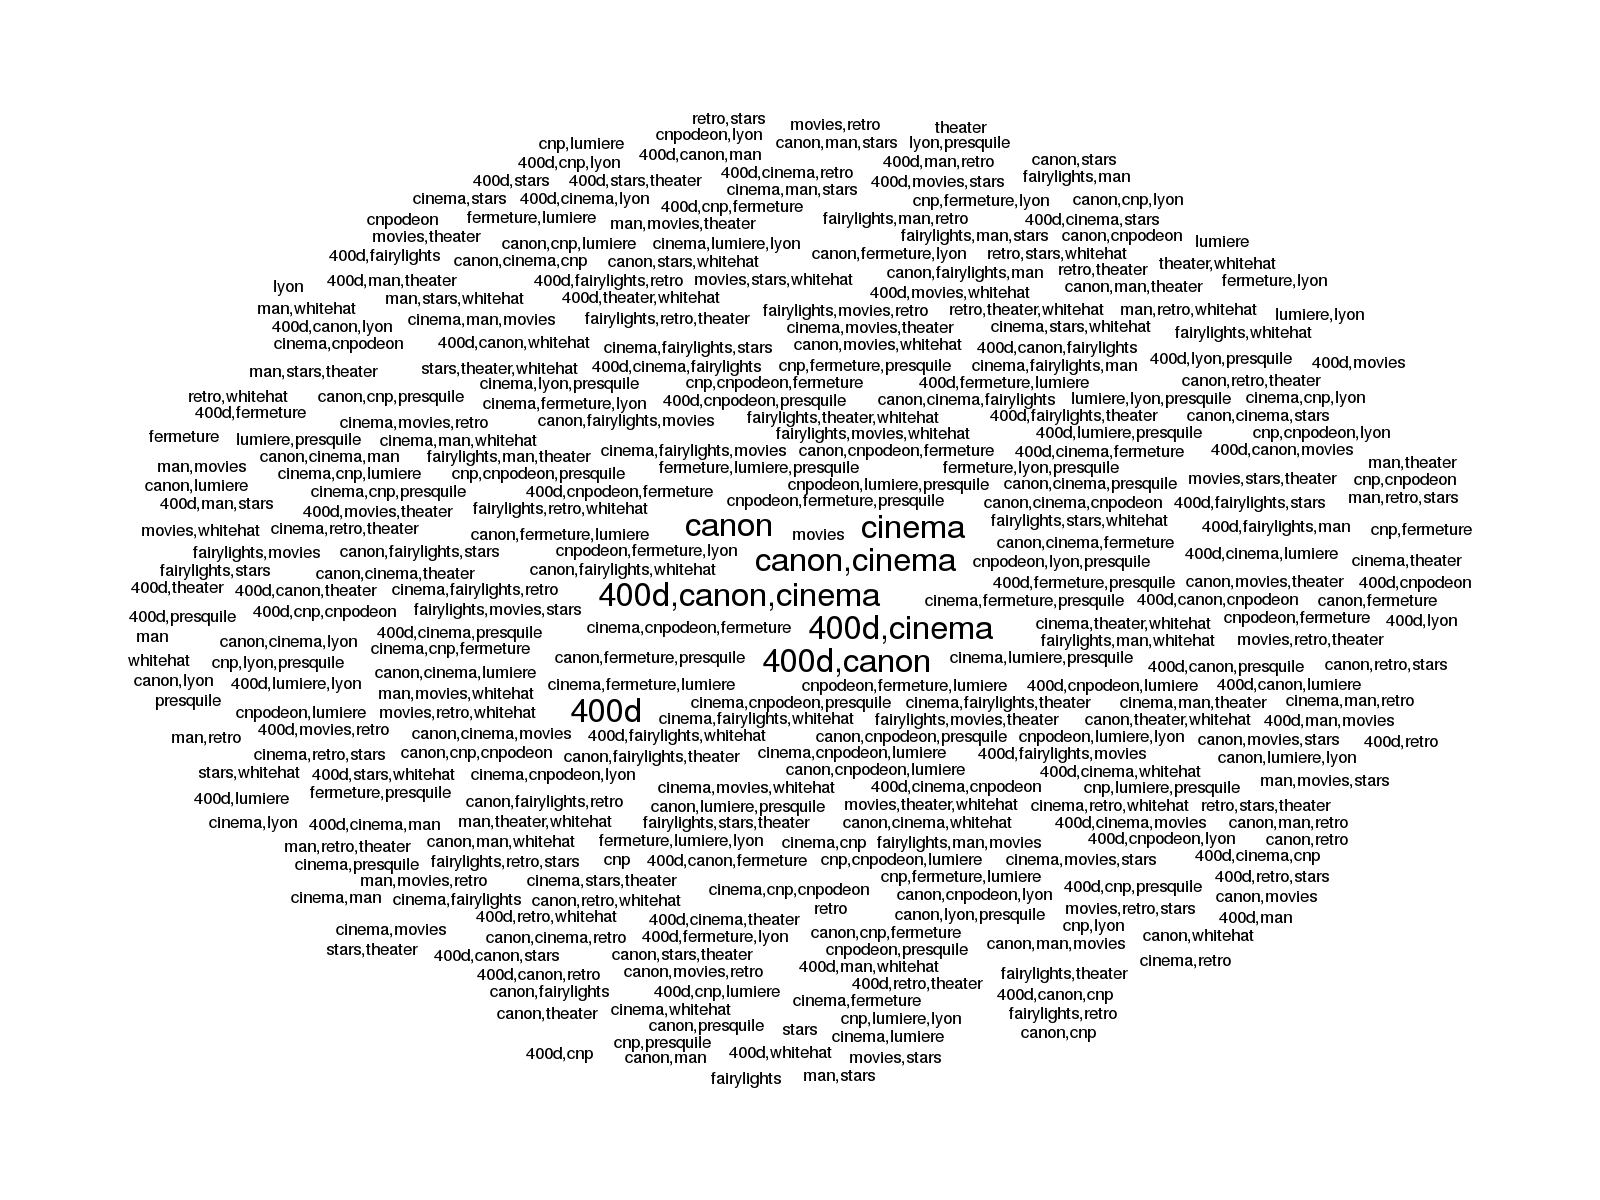 retro,stars movies,retro theater
cnp,lumiere cnpodeon,lyon canon,man,stars lyon,presquile
400d,cnp,lyon 400d,canon,man 400d,man,retro canon,stars
400d,stars 400d,stars,theater 400d,cinema,retro 400d,movies,stars fairylights,man
cinema,stars 400d,cinema,lyon cinema,man,stars cnp,fermeture,lyon canon,cnp,lyon
cnpodeon fermeture,lumiere 400d,cnp,fermeture fairylights,man,retro 400d,cinema,stars
movies,theater man,movies,theater fairylights,man,stars canon,cnpodeon lumiere
400d,fairylights canon,cnp,lumiere cinema,lumiere,lyon canon,fermeture,lyon retro,stars,whitehat
canon,cinema,cnp canon,stars,whitehat canon,fairylights,man retro,theater theater,whitehat
lyon 400d,man,theater 400d,fairylights,retro movies,stars,whitehat canon,man,theater fermeture,lyon
man,whitehat man,stars,whitehat 400d,theater,whitehat 400d,movies,whitehat
400d,canon,lyon cinema,man,movies fairylights,retro,theater fairylights,movies,retro retro,theater,whitehat man,retro,whitehat lumiere,lyon
cinema,cnpodeon 400d,canon,whitehat cinema,movies,theater cinema,stars,whitehat fairylights,whitehat
cinema,fairylights,stars canon,movies,whitehat 400d,canon,fairylights
man,stars,theater stars,theater,whitehat 400d,cinema,fairylights cnp,fermeture,presquile cinema,fairylights,man 400d,lyon,presquile 400d,movies
cinema,lyon,presquile cnp,cnpodeon,fermeture 400d,fermeture,lumiere canon,retro,theater
retro,whitehat canon,cnp,presquile cinema,fermeture,lyon 400d,cnpodeon,presquile canon,cinema,fairylights lumiere,lyon,presquile cinema,cnp,lyon
400d,fermeture cinema,movies,retro canon,fairylights,movies fairylights,theater,whitehat 400d,fairylights,theater canon,cinema,stars
fermeture lumiere,presquile cinema,man,whitehat fairylights,movies,whitehat 400d,lumiere,presquile cnp,cnpodeon,lyon
canon,cinema,man fairylights,man,theater cinema,fairylights,movies canon,cnpodeon,fermeture 400d,cinema,fermeture 400d,canon,movies
man,movies cinema,cnp,lumiere cnp,cnpodeon,presquile fermeture,lumiere,presquile fermeture,lyon,presquile man,theater
canon,lumiere cinema,cnp,presquile 400d,cnpodeon,fermeture cnpodeon,lumiere,presquile canon,cinema,presquile movies,stars,theater cnp,cnpodeon
400d,man,stars 400d,movies,theater fairylights,retro,whitehat cnpodeon,fermeture,presquile canon,cinema,cnpodeon 400d,fairylights,stars man,retro,stars
movies,whitehat cinema,retro,theater canon,fermeture,lumiere canon movies cinema fairylights,stars,whitehat 400d,fairylights,man cnp,fermeture
fairylights,movies canon,fairylights,stars cnpodeon,fermeture,lyon canon,cinema,fermeture 400d,cinema,lumiere
fairylights,stars canon,cinema,theater canon,fairylights,whitehat canon,cinema cnpodeon,lyon,presquile cinema,theater
400d,theater 400d,canon,theater cinema,fairylights,retro 400d,canon,cinema 400d,fermeture,presquile canon,movies,theater 400d,cnpodeon
400d,presquile 400d,cnp,cnpodeon fairylights,movies,stars cinema,fermeture,presquile 400d,canon,cnpodeon canon,fermeture
man canon,cinema,lyon 400d,cinema,presquile cinema,cnpodeon,fermeture 400d,cinema cinema,theater,whitehat cnpodeon,fermeture 400d,lyon
cinema,cnp,fermeture fairylights,man,whitehat movies,retro,theater
whitehat cnp,lyon,presquile canon,fermeture,presquile 400d,canon cinema,lumiere,presquile 400d,canon,presquile canon,retro,stars
canon,lyon 400d,lumiere,lyon canon,cinema,lumiere cinema,fermeture,lumiere cnpodeon,fermeture,lumiere 400d,cnpodeon,lumiere 400d,canon,lumiere
presquile man,movies,whitehat cinema,cnpodeon,presquile cinema,fairylights,theater cinema,man,theater cinema,man,retro
cnpodeon,lumiere movies,retro,whitehat 400d cinema,fairylights,whitehat fairylights,movies,theater canon,theater,whitehat 400d,man,movies
man,retro 400d,movies,retro canon,cinema,movies 400d,fairylights,whitehat canon,cnpodeon,presquile cnpodeon,lumiere,lyon canon,movies,stars 400d,retro
cinema,retro,stars canon,cnp,cnpodeon canon,fairylights,theater cinema,cnpodeon,lumiere 400d,fairylights,movies canon,lumiere,lyon
stars,whitehat 400d,stars,whitehat cinema,cnpodeon,lyon canon,cnpodeon,lumiere 400d,cinema,whitehat man,movies,stars
400d,lumiere fermeture,presquile cinema,movies,whitehat 400d,cinema,cnpodeon cnp,lumiere,presquile
canon,fairylights,retro canon,lumiere,presquile movies,theater,whitehat cinema,retro,whitehat retro,stars,theater
cinema,lyon 400d,cinema,man man,theater,whitehat fairylights,stars,theater canon,cinema,whitehat 400d,cinema,movies canon,man,retro
man,retro,theater canon,man,whitehat fermeture,lumiere,lyon cinema,cnp fairylights,man,movies 400d,cnpodeon,lyon canon,retro
cinema,presquile fairylights,retro,stars cnp 400d,canon,fermeture cnp,cnpodeon,lumiere cinema,movies,stars 400d,cinema,cnp
man,movies,retro cinema,stars,theater cinema,cnp,cnpodeon cnp,fermeture,lumiere 400d,cnp,presquile 400d,retro,stars
cinema,man cinema,fairylights canon,retro,whitehat retro canon,cnpodeon,lyon movies,retro,stars canon,movies
400d,retro,whitehat 400d,cinema,theater canon,lyon,presquile cnp,lyon 400d,man
cinema,movies canon,cinema,retro 400d,fermeture,lyon canon,cnp,fermeture canon,man,movies canon,whitehat
stars,theater 400d,canon,stars canon,stars,theater cnpodeon,presquile cinema,retro
400d,canon,retro canon,movies,retro 400d,man,whitehat fairylights,theater
canon,fairylights 400d,cnp,lumiere 400d,retro,theater 400d,canon,cnp
canon,theater cinema,whitehat cinema,fermeture fairylights,retro
canon,presquile stars cnp,lumiere,lyon canon,cnp
cnp,presquile cinema,lumiere
400d,cnp canon,man 400d,whitehat movies,stars
fairylights man,stars